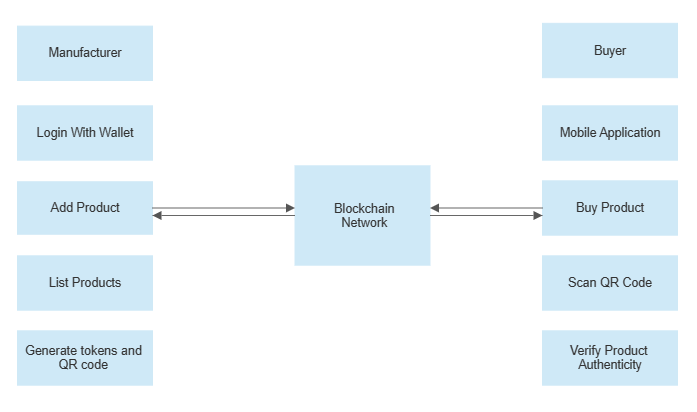 Manufacturer
Login With Wallet
Add Product
List Products
Generate tokens and
QR code
Blockchain
Network
Buyer
Mobile Application
Buy Product
Scan QR Code
Verify Product
Authenticity